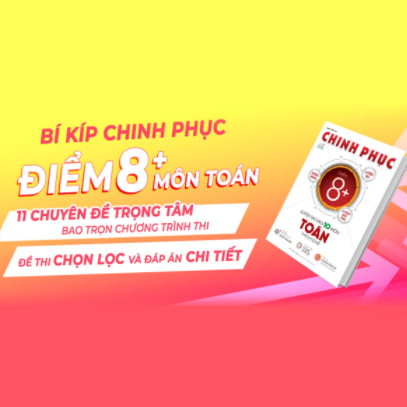 BÍ KÍP CHINH PHỤC
ĐIỂM 8+ MÔN TOÁN
11 CHUYÊN ĐỀ TRỌNG TÂM
BAO TRỌN CHƯƠNG TRÌNH THI
ĐỀ THI CHỌN LỌC VÀ ĐÁP ÁN CHI TIẾT
CHINH PHỤC
8+
TOÁN